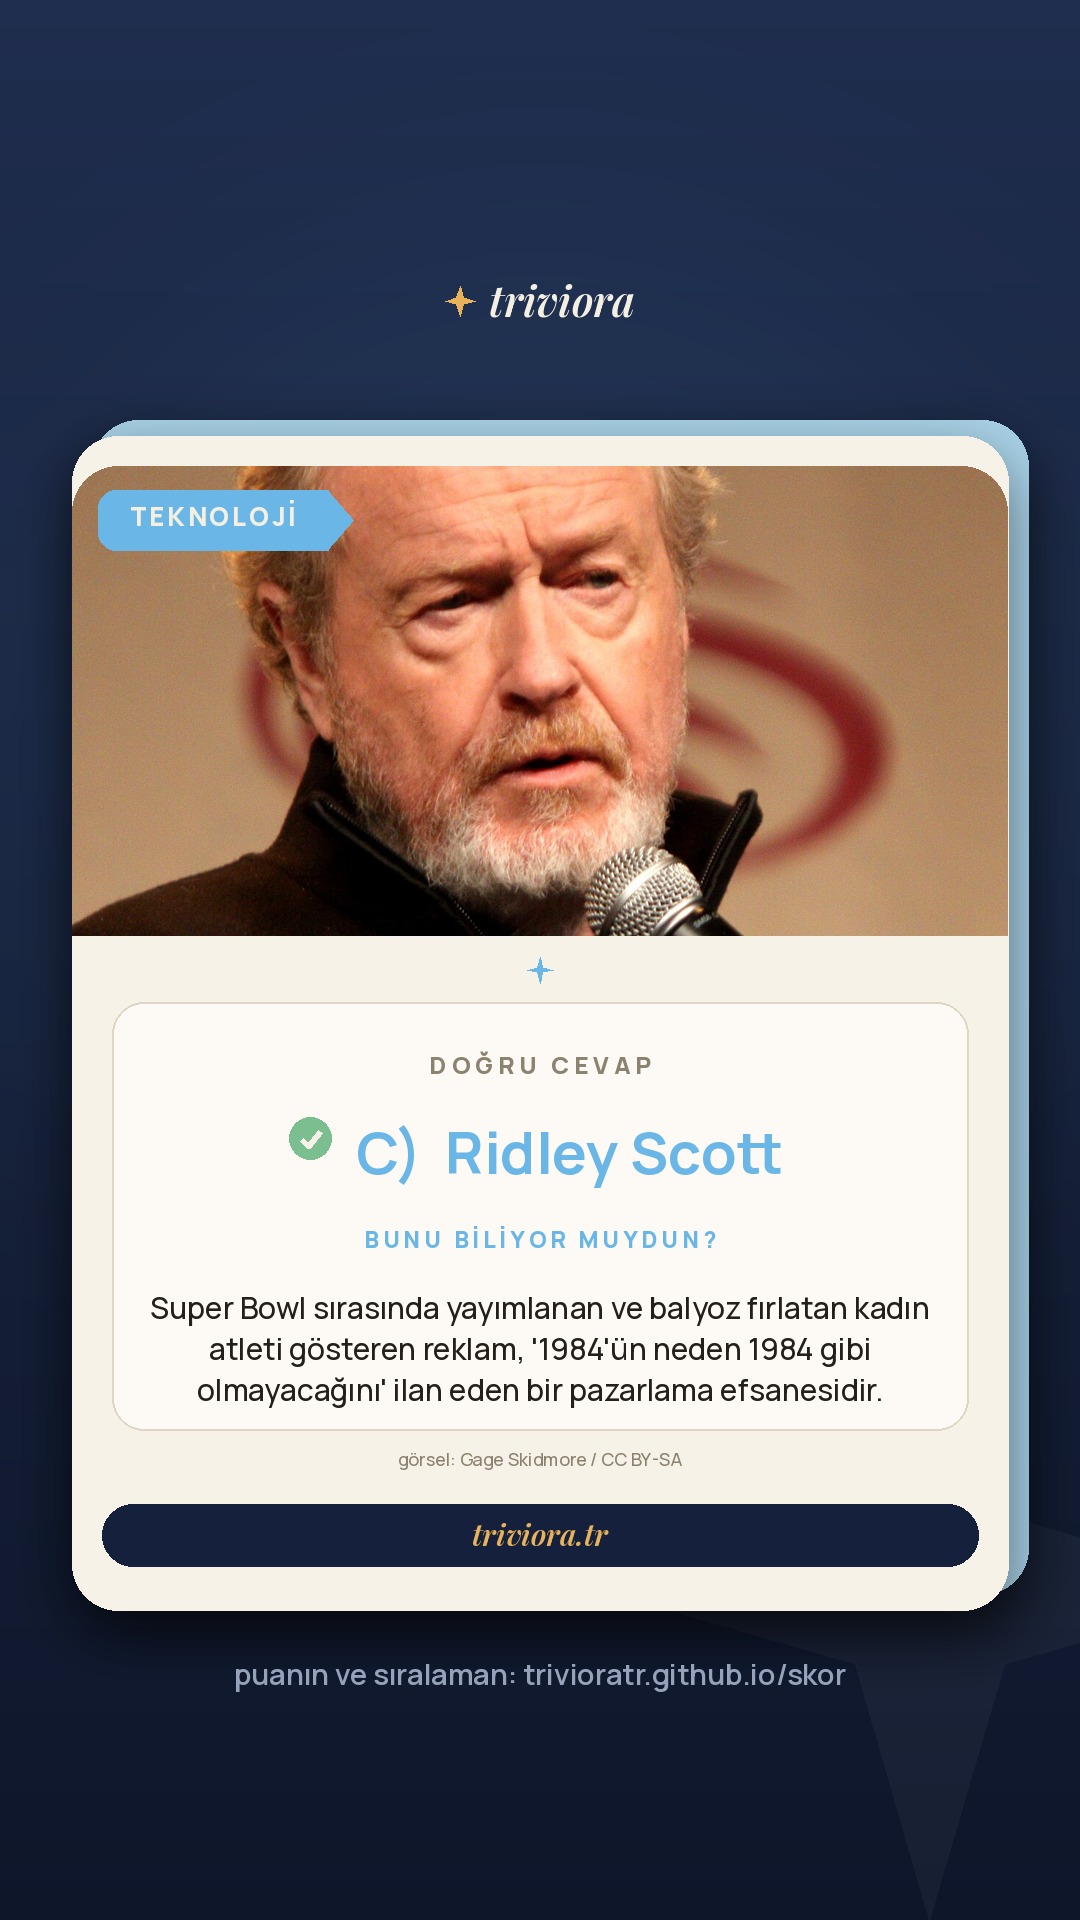 triviora
TEKNOLOJİ
DOĞRU CEVAP
C) Ridley Scott
BUNU BİLİYOR MUYDUN?
Super Bowl sırasında yayımlanan ve balyoz fırlatan kadın
atleti gösteren reklam, '1984'ün neden 1984 gibi
olmayacağını' ilan eden bir pazarlama efsanesidir.
görsel: Gage Skidmore / CC BY-SA
triviora.tr
puanın ve sıralaman: trivioratr.github.io/skor